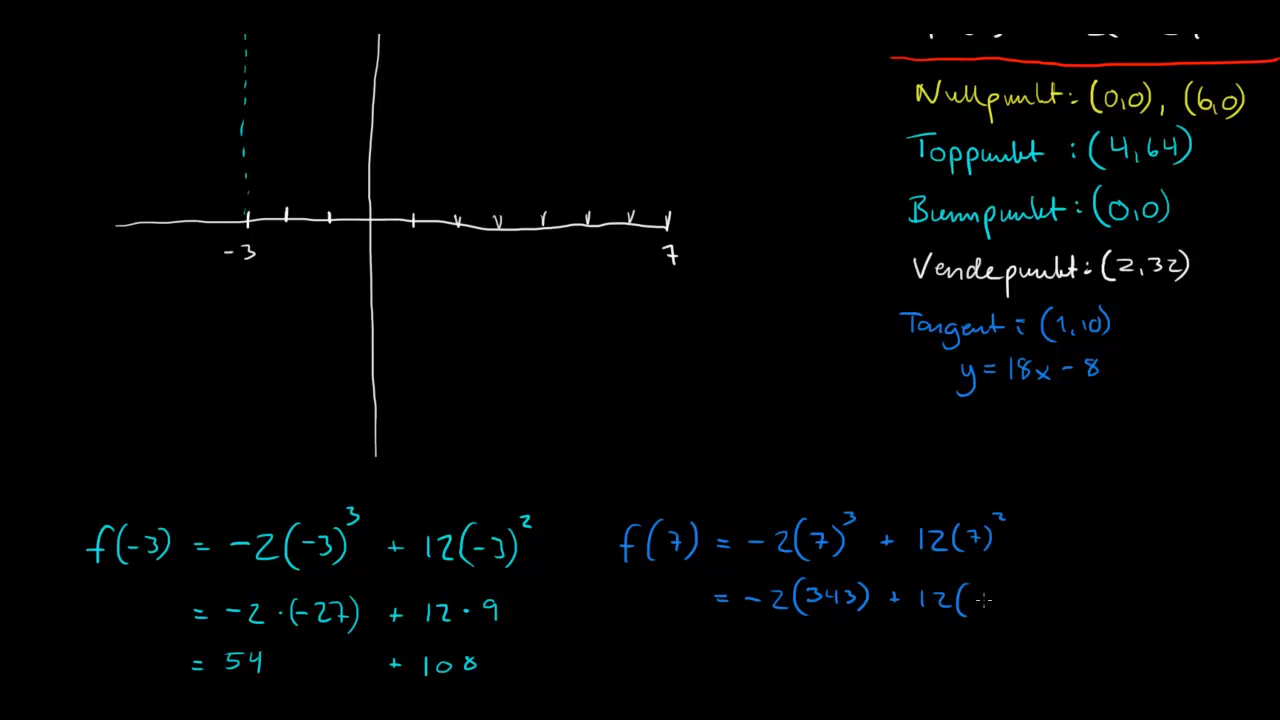 Nullpunkt: (0,0), (6,0)
Toppunkt : (4,64)
Bunnpunkt: (0,0)
Vendepunkt: (2,32)
Tangent: (1,10)
y = 18x - 8
-3
7
f(-3) = -2(-3)³ + 12(-3)²
= -2 · (-27) + 12 · 9
= 54 + 108
f(7) = -2(7)³ + 12(7)²
= -2(343) + 12(